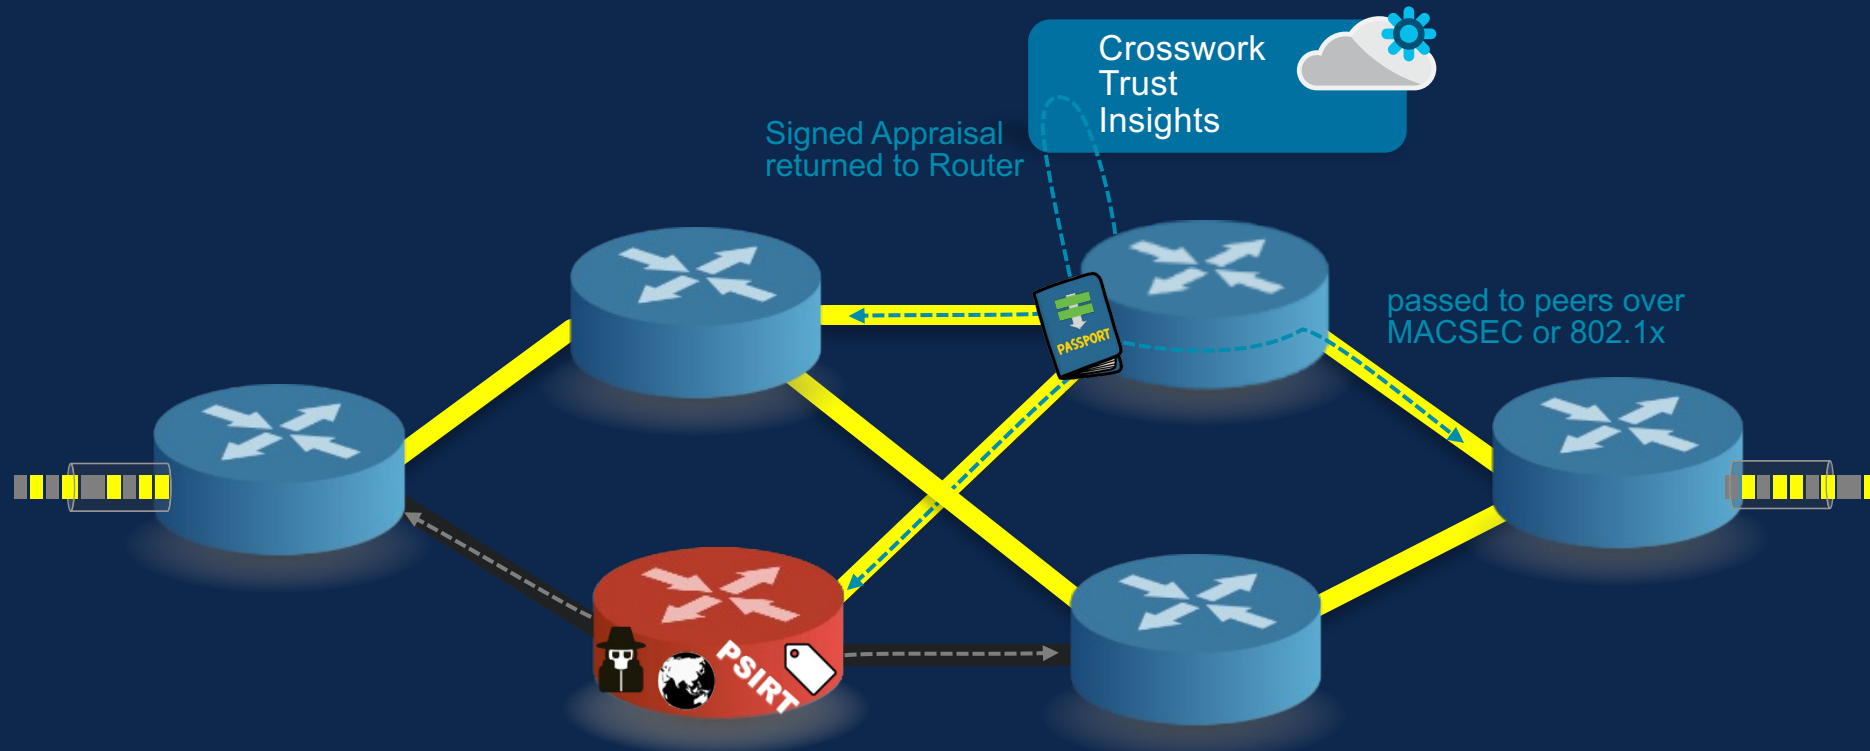 Crosswork
Trust
Insights
Signed Appraisal
returned to Router
passed to peers over
MACSEC or 802.1x
PASSPORT
PSIRT